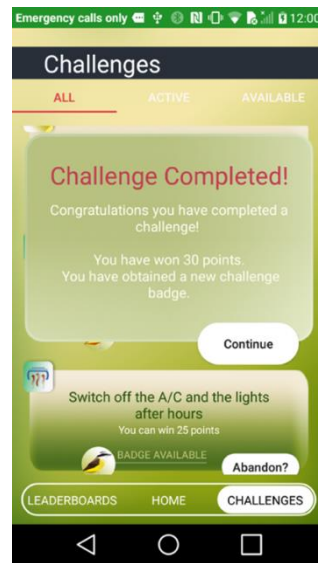 Emergency calls only 12:00
Challenges
ALL ACTIVE AVAILABLE
Challenge Completed!
Congratulations you have completed a
challenge!
You have won 30 points.
You have obtained a new challenge
badge.
Continue
Switch off the A/C and the lights
after hours
You can win 25 points
BADGE AVAILABLE
Abandon?
LEADERBOARDS HOME CHALLENGES